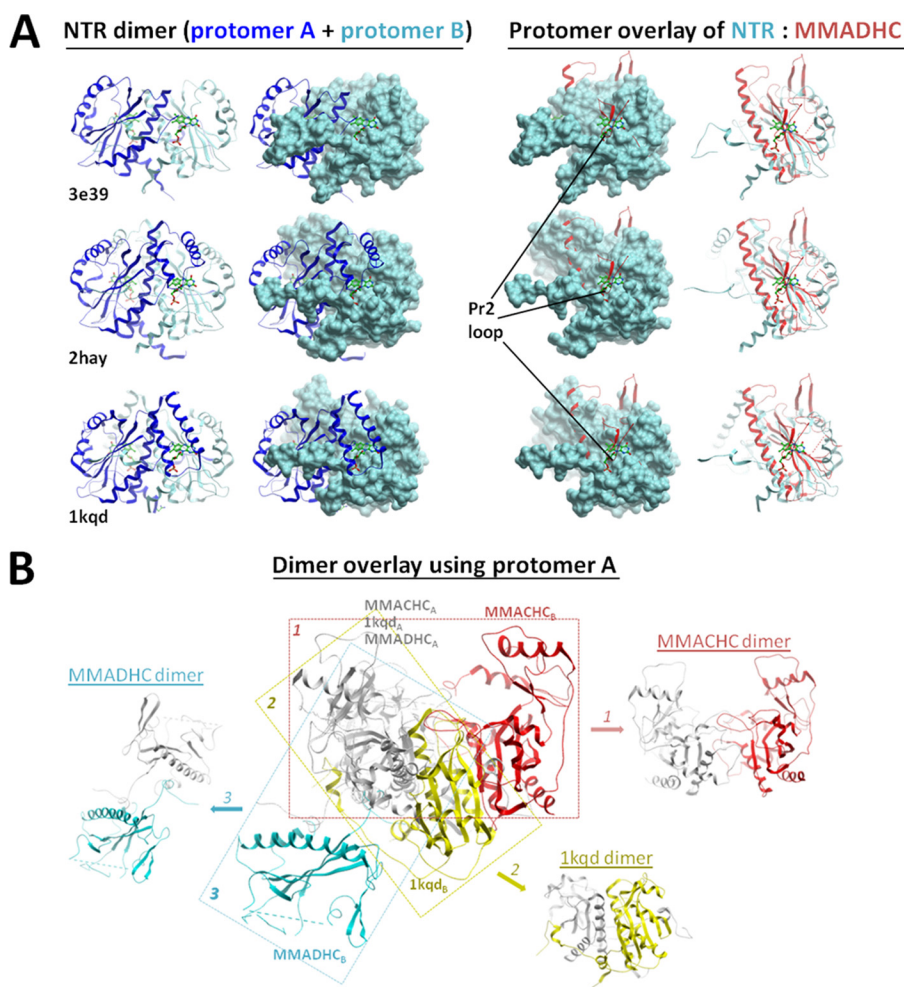 A
NTR dimer (protomer A + protomer B)
Protomer overlay of NTR : MMADHC
3e39
2hay
Pr2
loop
1kqd
B
Dimer overlay using protomer A
MMACHCA
1kqdA
MMADHCA
MMACHCB
1
MMACHC dimer
MMADHC dimer
2
1
3
1kqdB
2
1kqd dimer
3
MMADHCB